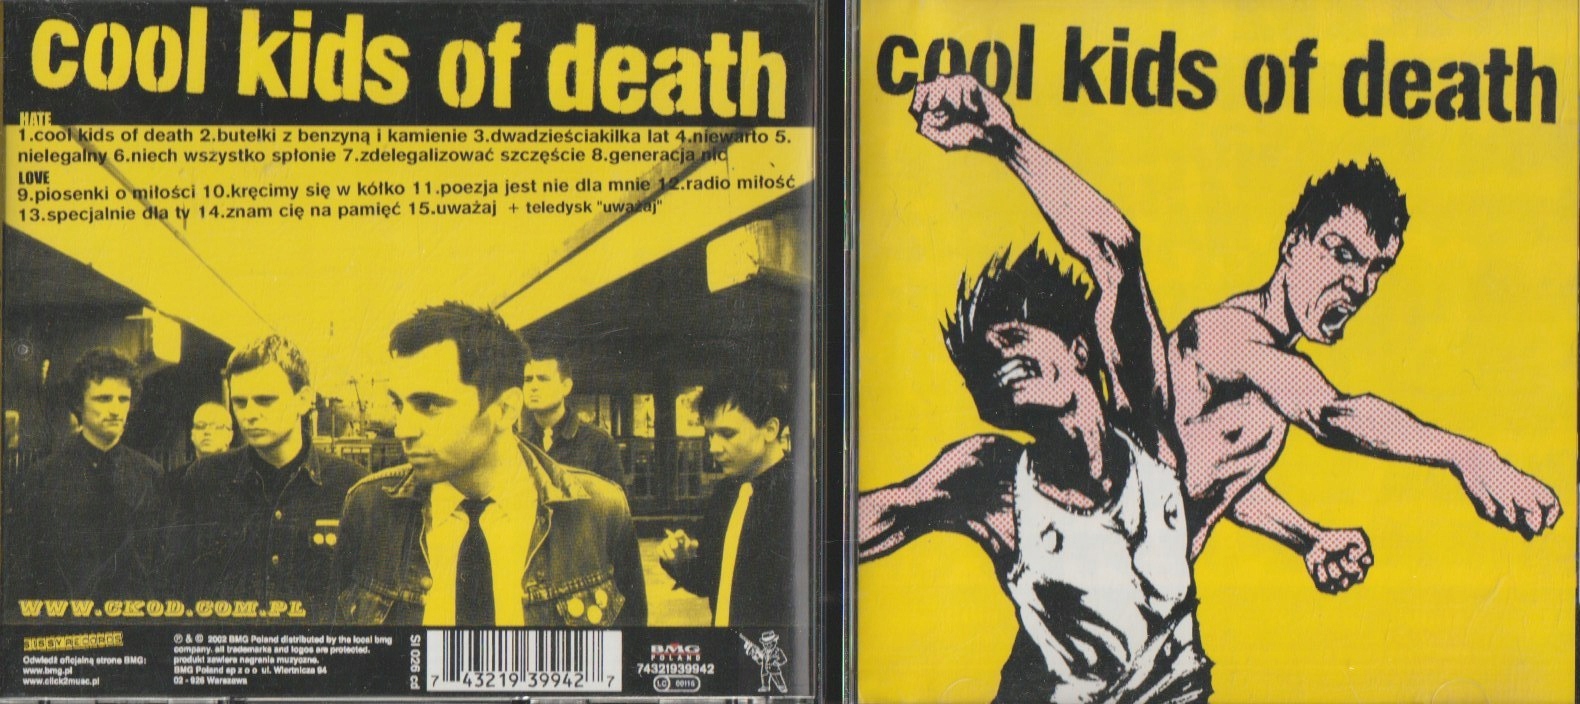 cool kids of death
HATE
1.cool kids of death 2.butelki z benzyną i kamienie 3.dwadzieściakilka lat 4.niewarto 5.
nielegalny 6.niech wszystko spłonie 7.zdelegalizować szczęście 8.generacja nic
LOVE
9.piosenki o miłości 10.kręcimy się w kółko 11.poezja jest nie dla mnie 12.radio miłość
13.specjalnie dla ty 14.znam cię na pamięć 15.uważaj + teledysk "uważaj"
WWW.CKOD.COM.PL
SISSY RECORDS
Odwiedź oficjalną stronę BMG:
www.bmg.pl
www.click2music.pl
℗ & © 2002 BMG Poland distributed by the local bmg
company. all trademarks and logos are protected.
produkt zawiera nagrania muzyczne.
BMG Poland sp z o o ul. Wiertnicza 94
02 - 926 Warszawa
SI 026 cd
7 43219 39942 7
BMG
POLAND
74321939942
LC 00116
cool kids of death